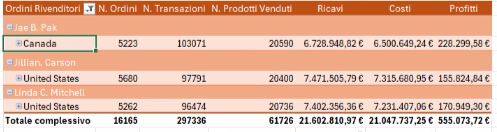 Ordini Rivenditori N. Ordini N. Transazioni N. Prodotti Venduti Ricavi Costi Profitti
Jae B. Pak
Canada 5223 103071 20590 6.728.948,82 € 6.500.649,24 € 228.299,58 €
Jillian. Carson
United States 5680 97791 20400 7.471.505,79 € 7.315.680,95 € 155.824,84 €
Linda C. Mitchell
United States 5262 96474 20736 7.402.356,36 € 7.231.407,06 € 170.949,30 €
Totale complessivo 16165 297336 61726 21.602.810,97 € 21.047.737,25 € 555.073,72 €